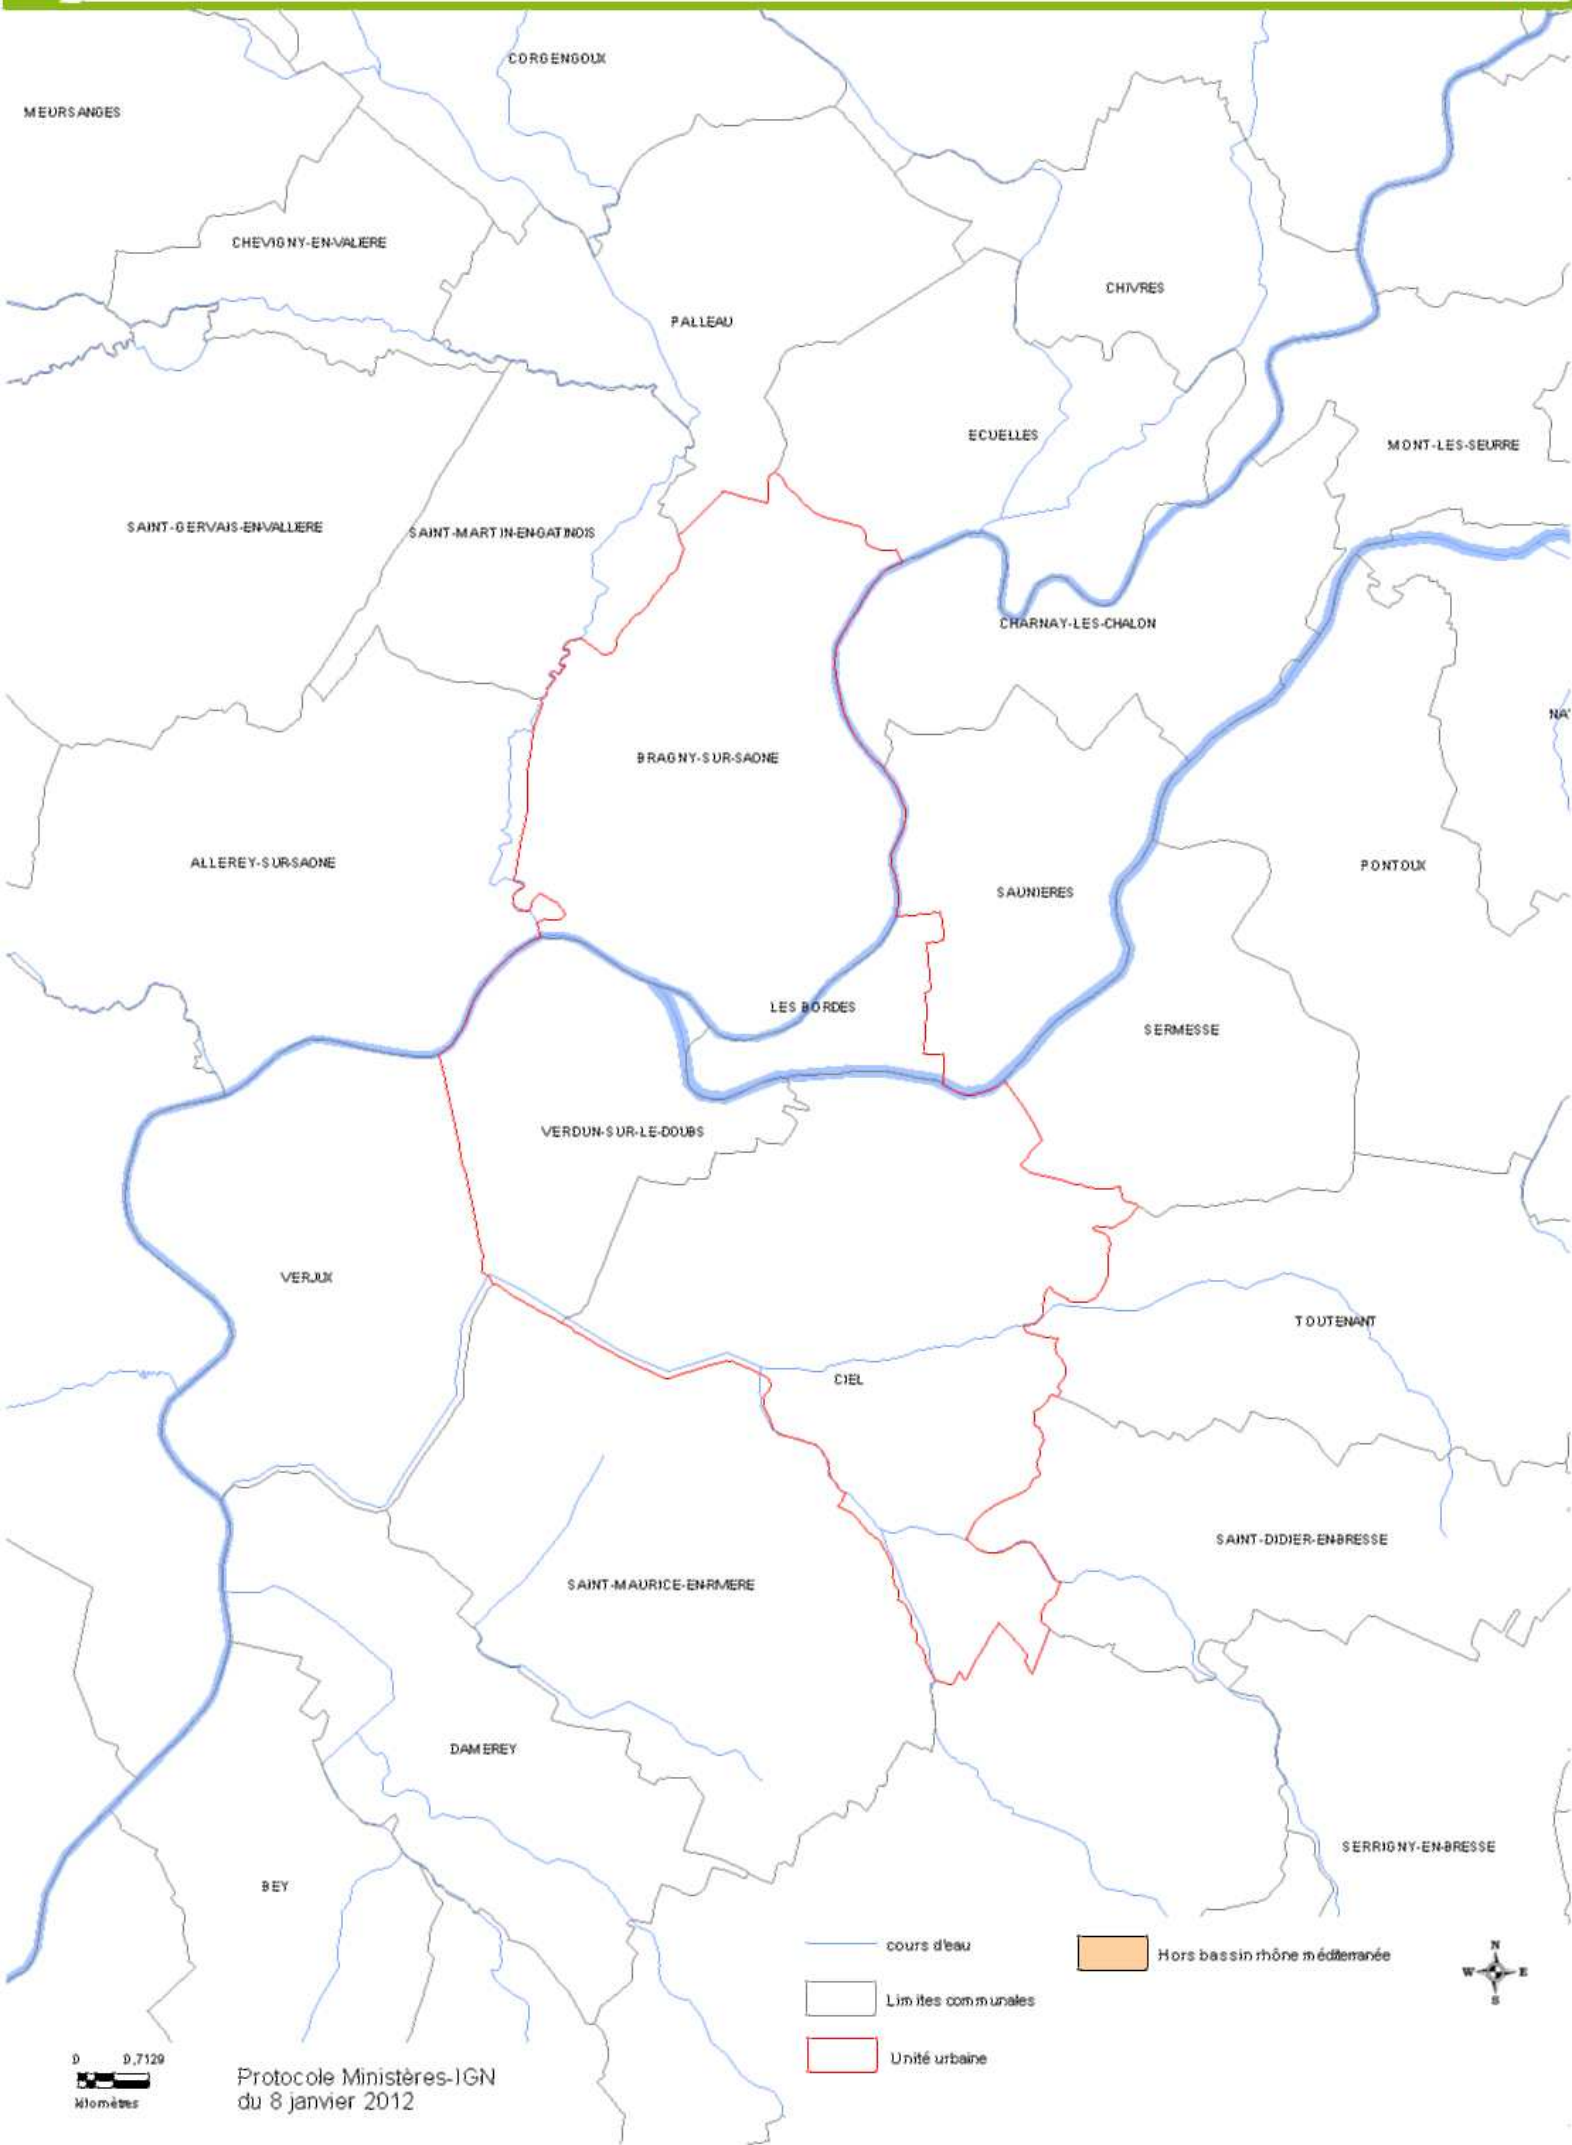 CORGENGOUX
MEURSANGES
CHEVIGNY-EN-VALIERE
CHIVRES
PALLEAU
ECUELLES
MONT-LES-SEURRE
SAINT-GERVAIS-EN-VALLIERE
SAINT-MARTIN-EN-GATINOIS
CHARNAY-LES-CHALON
NA
BRAGNY-SUR-SAONE
ALLEREY-SUR-SAONE
PONTOUX
SAUNIERES
LES BORDES
SERMESSE
VERDUN-SUR-LE-DOUBS
VERJUX
TOUTENANT
CIEL
SAINT-DIDIER-EN-BRESSE
SAINT-MAURICE-EN-RIVIERE
DAMEREY
SERRIGNY-EN-BRESSE
BEY
cours d'eau
Hors bassin rhône méditerranée
Limites communales
Unité urbaine
N
W E
S
0 0,7129
kilomètres
Protocole Ministères-IGN
du 8 janvier 2012